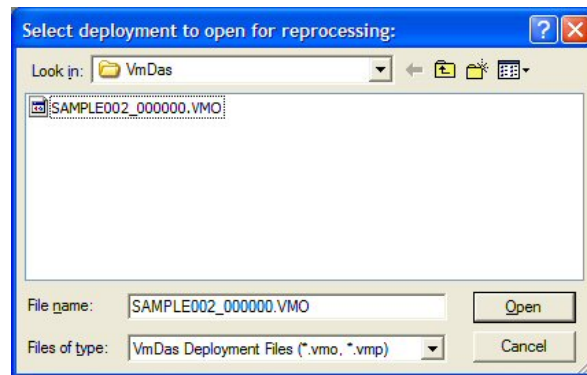 Select deployment to open for reprocessing:
Look in: VmDas
SAMPLE002_000000.VMO
File name: SAMPLE002_000000.VMO Open
Files of type: VmDas Deployment Files (*.vmo, *.vmp) Cancel